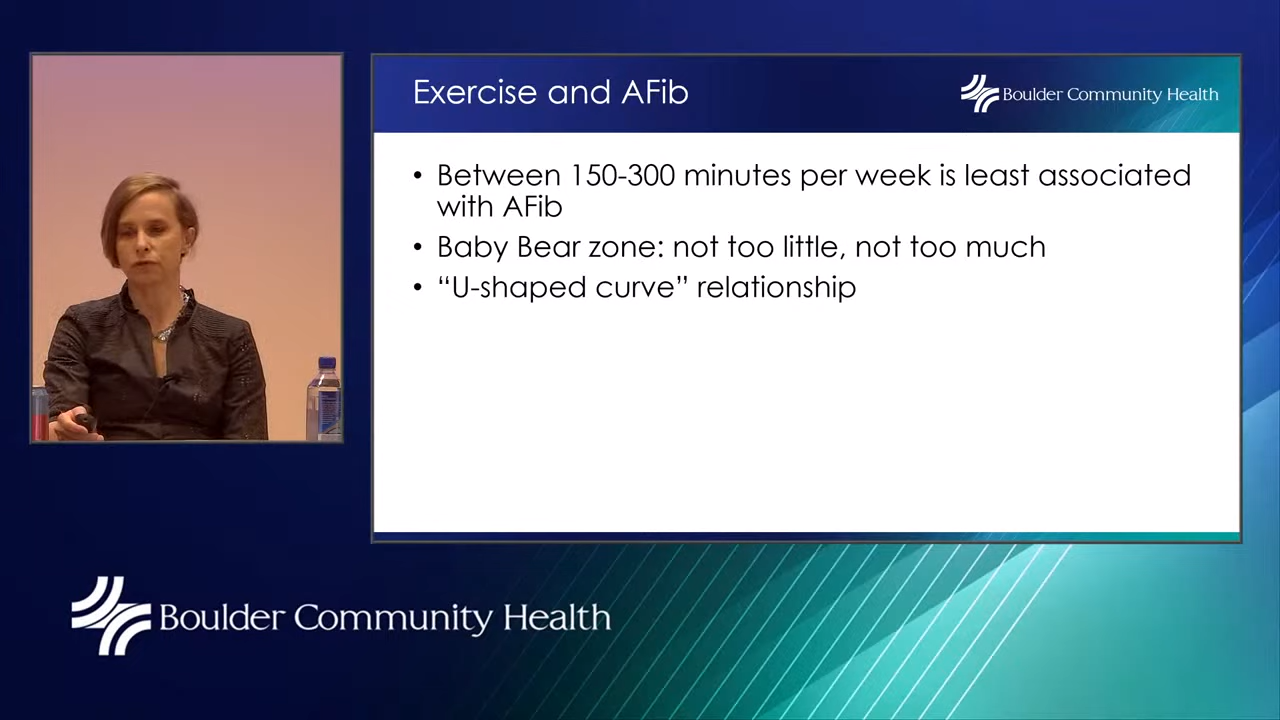 Exercise and AFib
Boulder Community Health
• Between 150-300 minutes per week is least associated
with AFib
• Baby Bear zone: not too little, not too much
• “U-shaped curve” relationship
Boulder Community Health